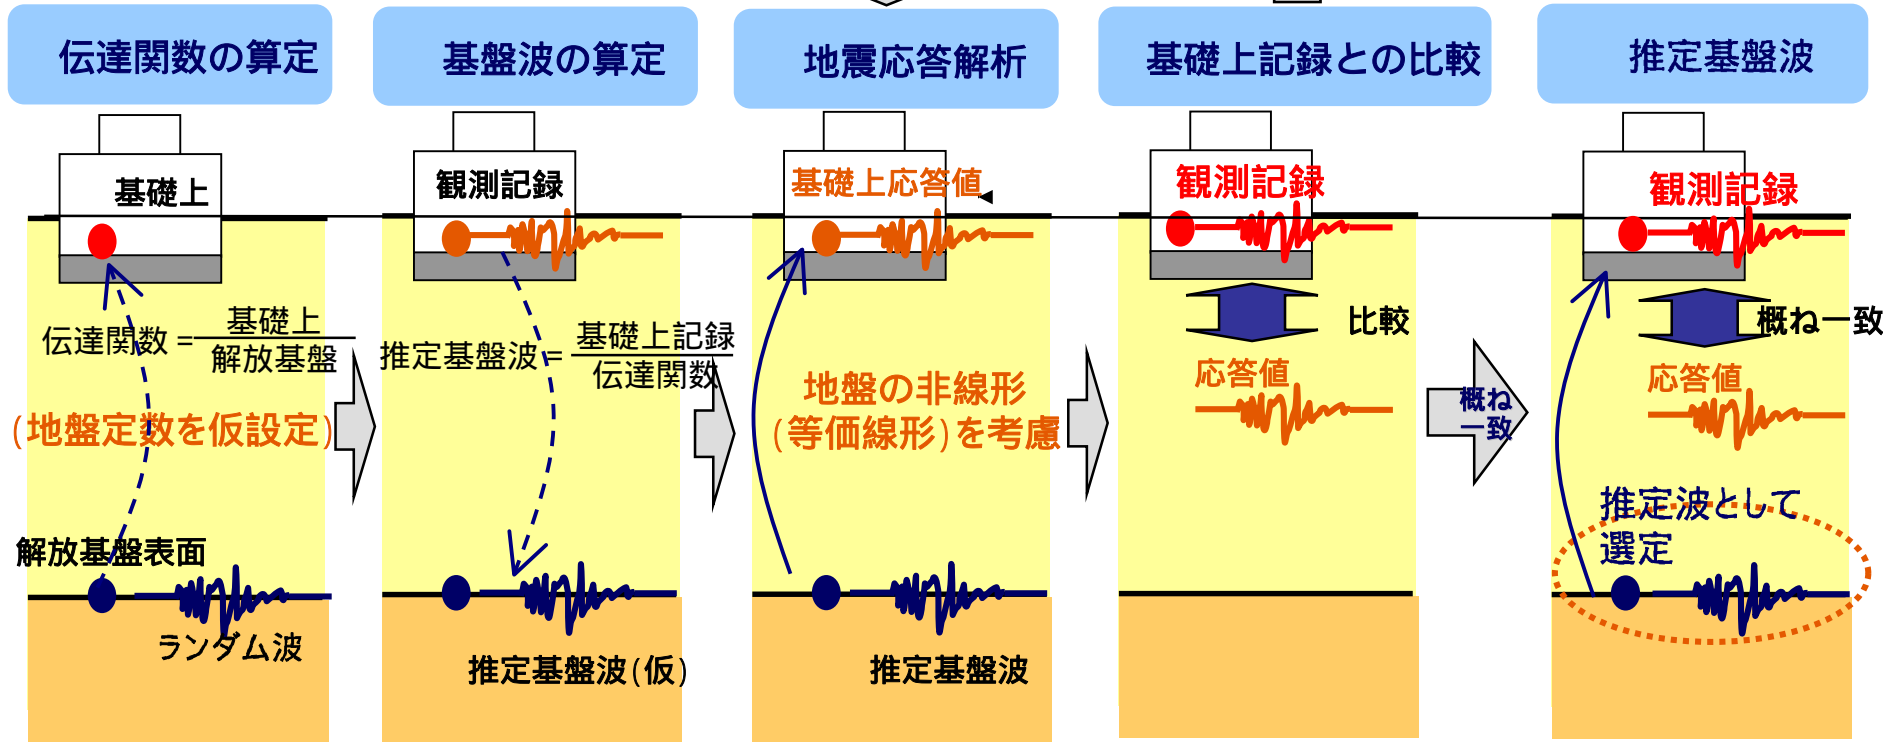 伝達関数の算定
基礎上
伝達関数＝基礎上
解放基盤
(地盤定数を仮設定)
解放基盤表面
ランダム波
基盤波の算定
観測記録
推定基盤波＝基礎上記録
伝達関数
推定基盤波(仮)
地震応答解析
基礎上応答値
地盤の非線形
(等価線形)を考慮
推定基盤波
基礎上記録との比較
観測記録
比較
応答値
概ね
一致
推定基盤波
観測記録
概ね一致
応答値
推定波として
選定